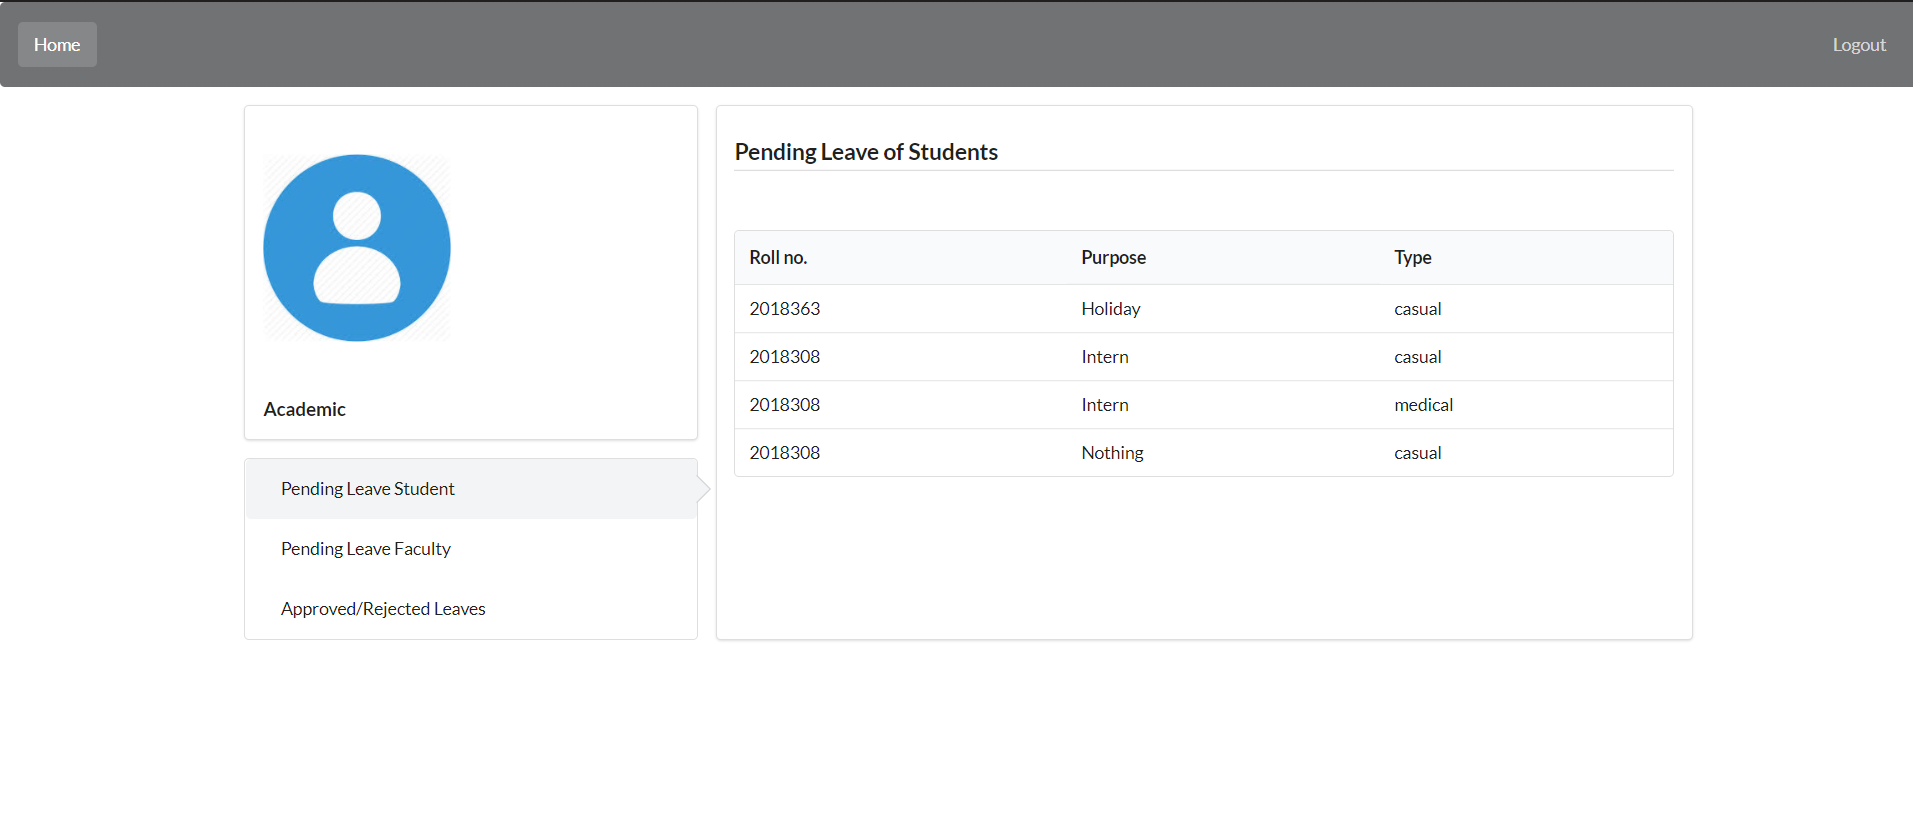 Home
Logout
Academic
Pending Leave Student
Pending Leave Faculty
Approved/Rejected Leaves
Pending Leave of Students
Roll no. Purpose Type
2018363 Holiday casual
2018308 Intern casual
2018308 Intern medical
2018308 Nothing casual